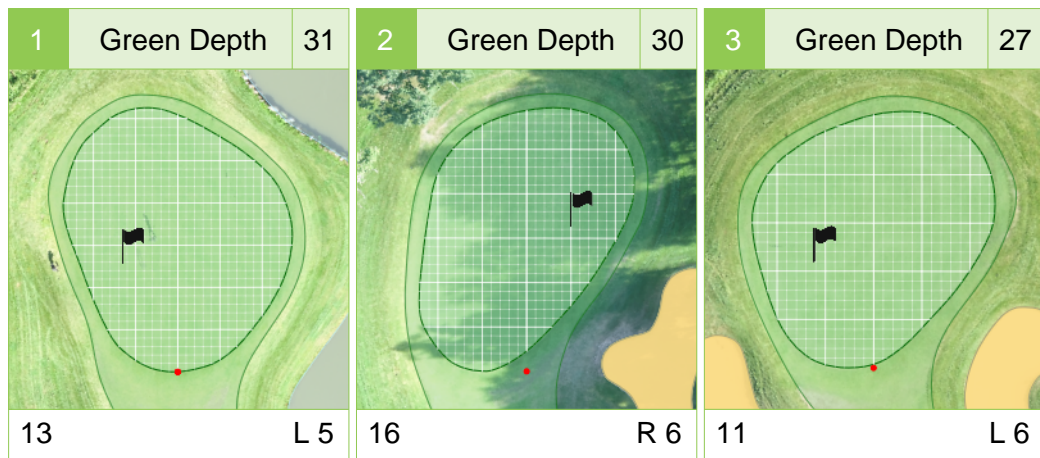 1 Green Depth 31
2 Green Depth 30
3 Green Depth 27
13 L 5
16 R 6
11 L 6